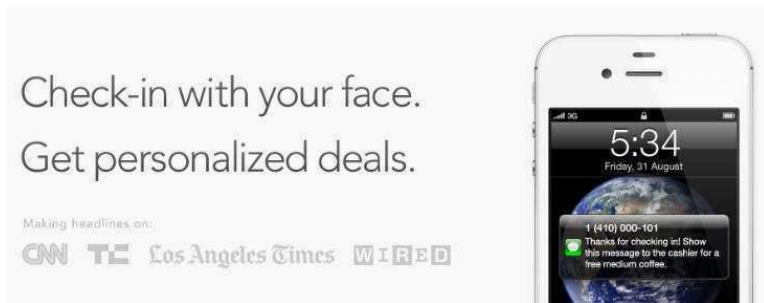 Check-in with your face.
Get personalized deals.
Making headlines on:
CNN TC Los Angeles Times WIRED
3G
5:34
Friday, 31 August
1 (410) 000-101
Thanks for checking in! Show
this message to the cashier for a
free medium coffee.